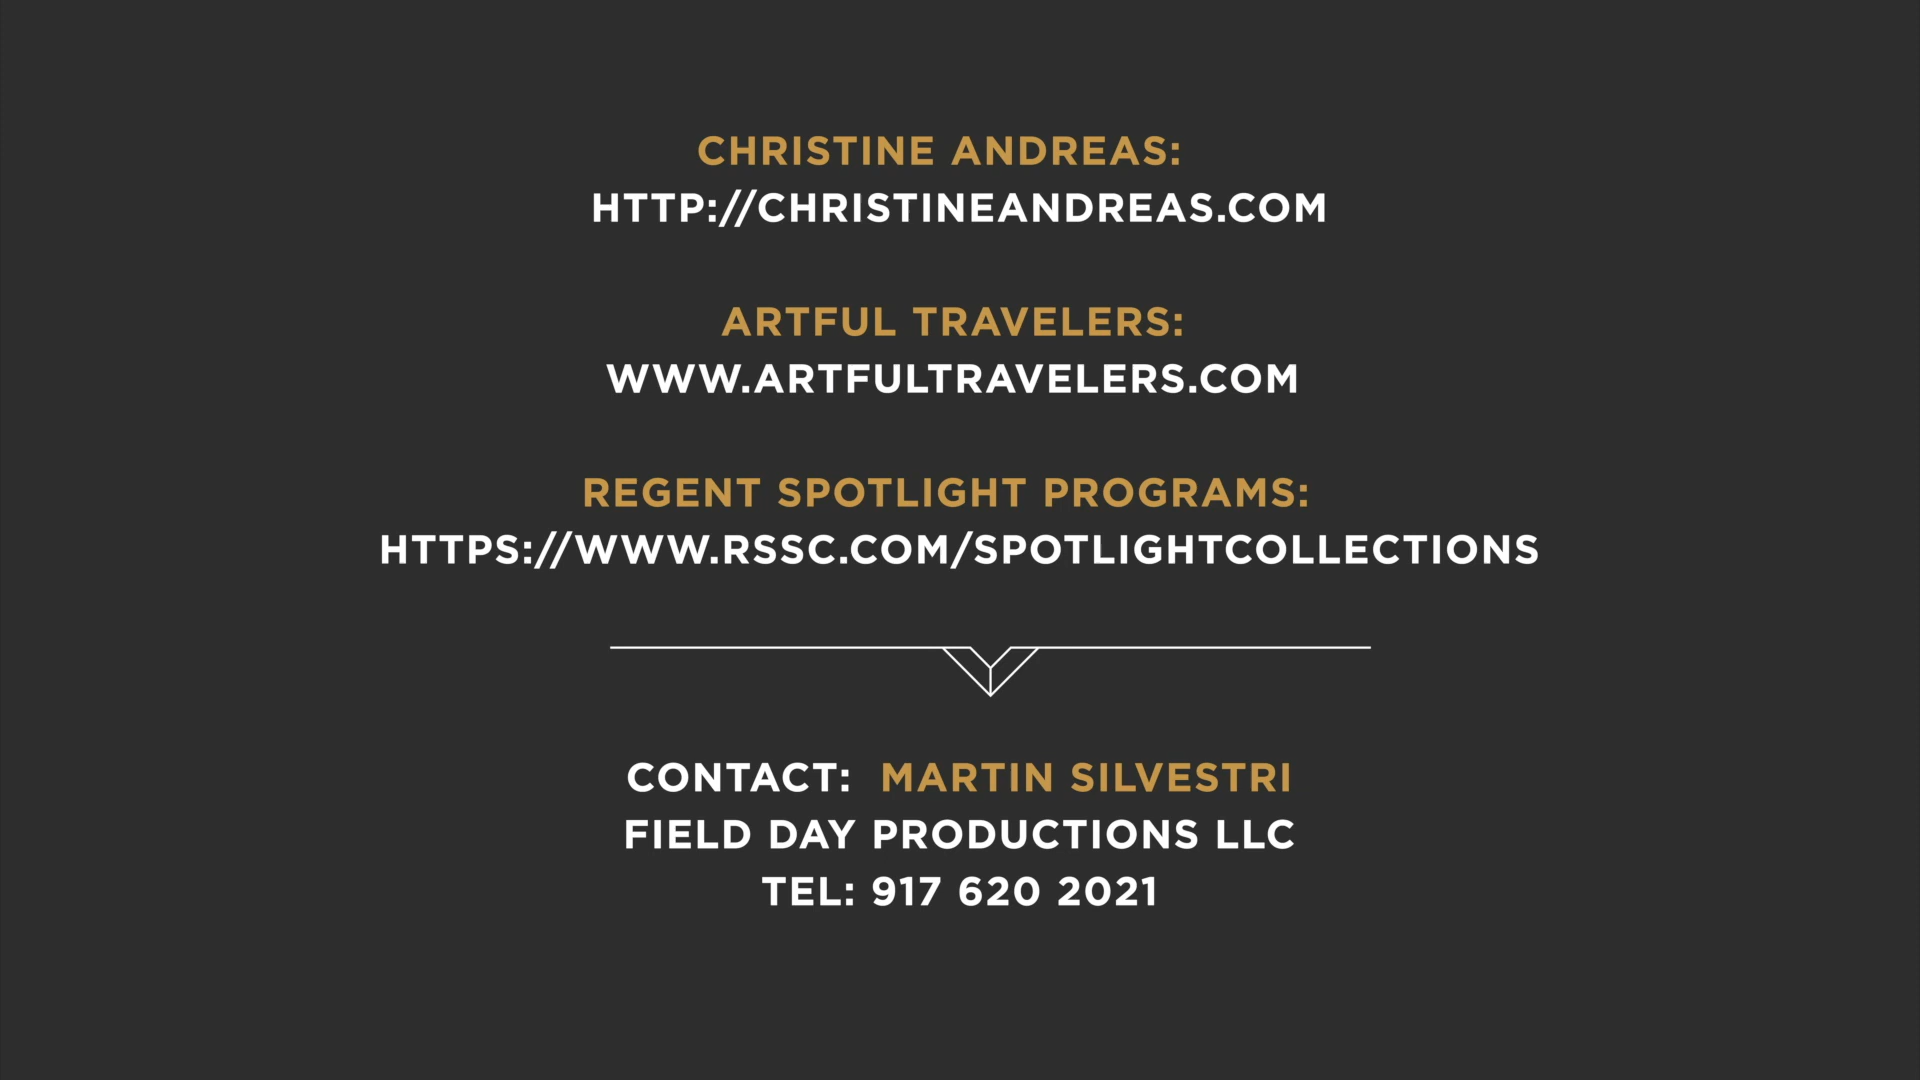 CHRISTINE ANDREAS:
HTTP://CHRISTINEANDREAS.COM
ARTFUL TRAVELERS:
WWW.ARTFULTRAVELERS.COM
REGENT SPOTLIGHT PROGRAMS:
HTTPS://WWW.RSSC.COM/SPOTLIGHTCOLLECTIONS
CONTACT: MARTIN SILVESTRI
FIELD DAY PRODUCTIONS LLC
TEL: 917 620 2021